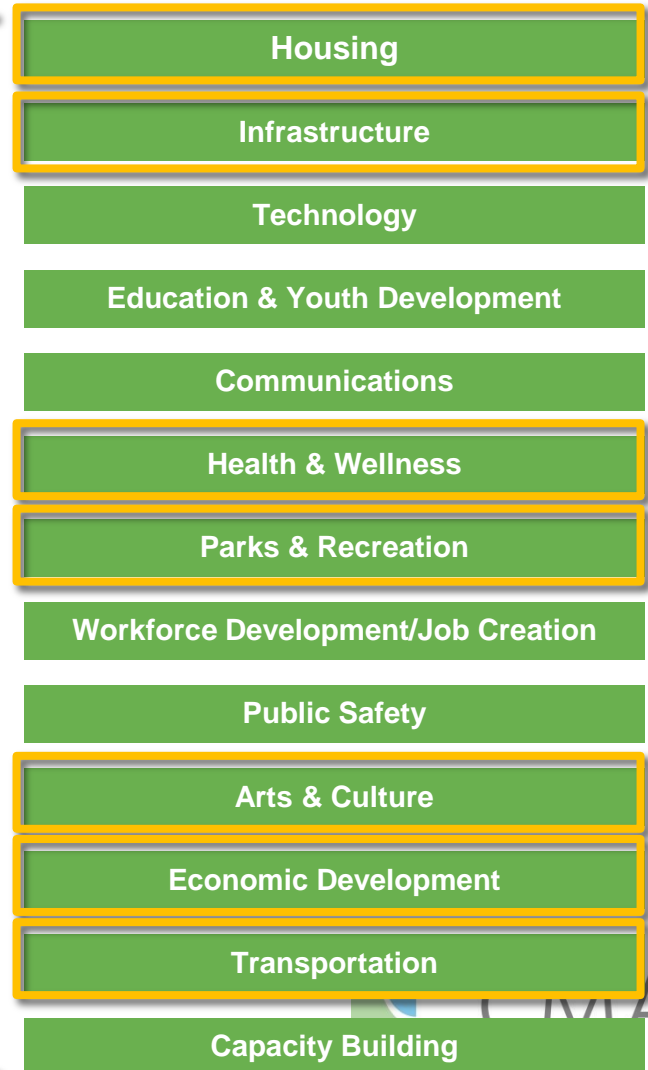 Housing
Infrastructure
Technology
Education & Youth Development
Communications
Health & Wellness
Parks & Recreation
Workforce Development/Job Creation
Public Safety
Arts & Culture
Economic Development
Transportation
Capacity Building